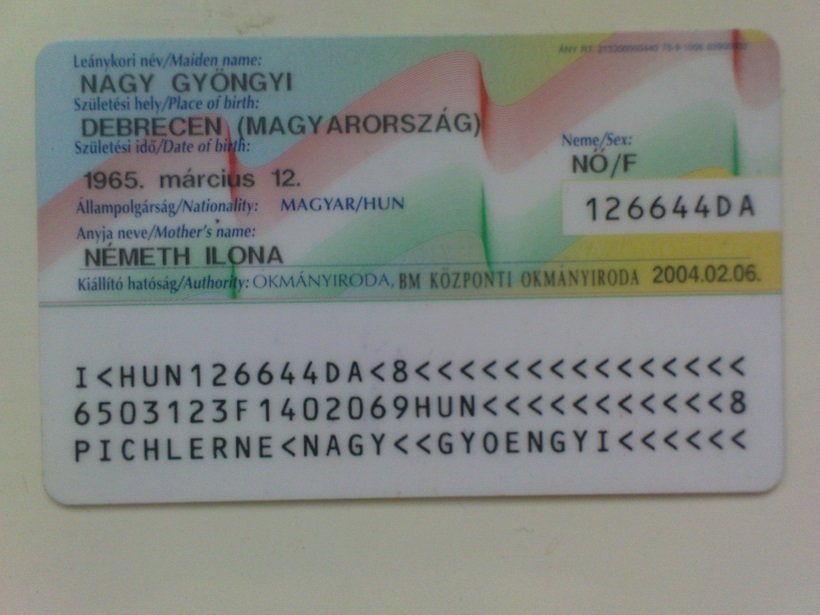 Leánykori név/Maiden name:
NAGY GYÖNGYI
Születési hely/Place of birth:
DEBRECEN (MAGYARORSZÁG)
Születési idő/Date of birth:
1965. március 12.
Neme/Sex:
NŐ/F
Állampolgárság/Nationality: MAGYAR/HUN
126644DA
Anyja neve/Mother's name:
NÉMETH ILONA
Kiállító hatóság/Authority: OKMÁNYIRODA, BM KÖZPONTI OKMÁNYIRODA 2004.02.06.
I<HUN126644DA<8<<<<<<<<<<<<<<<
6503123F1402069HUN<<<<<<<<<<<8
PICHLERNE<NAGY<<GYOENGYI<<<<<<